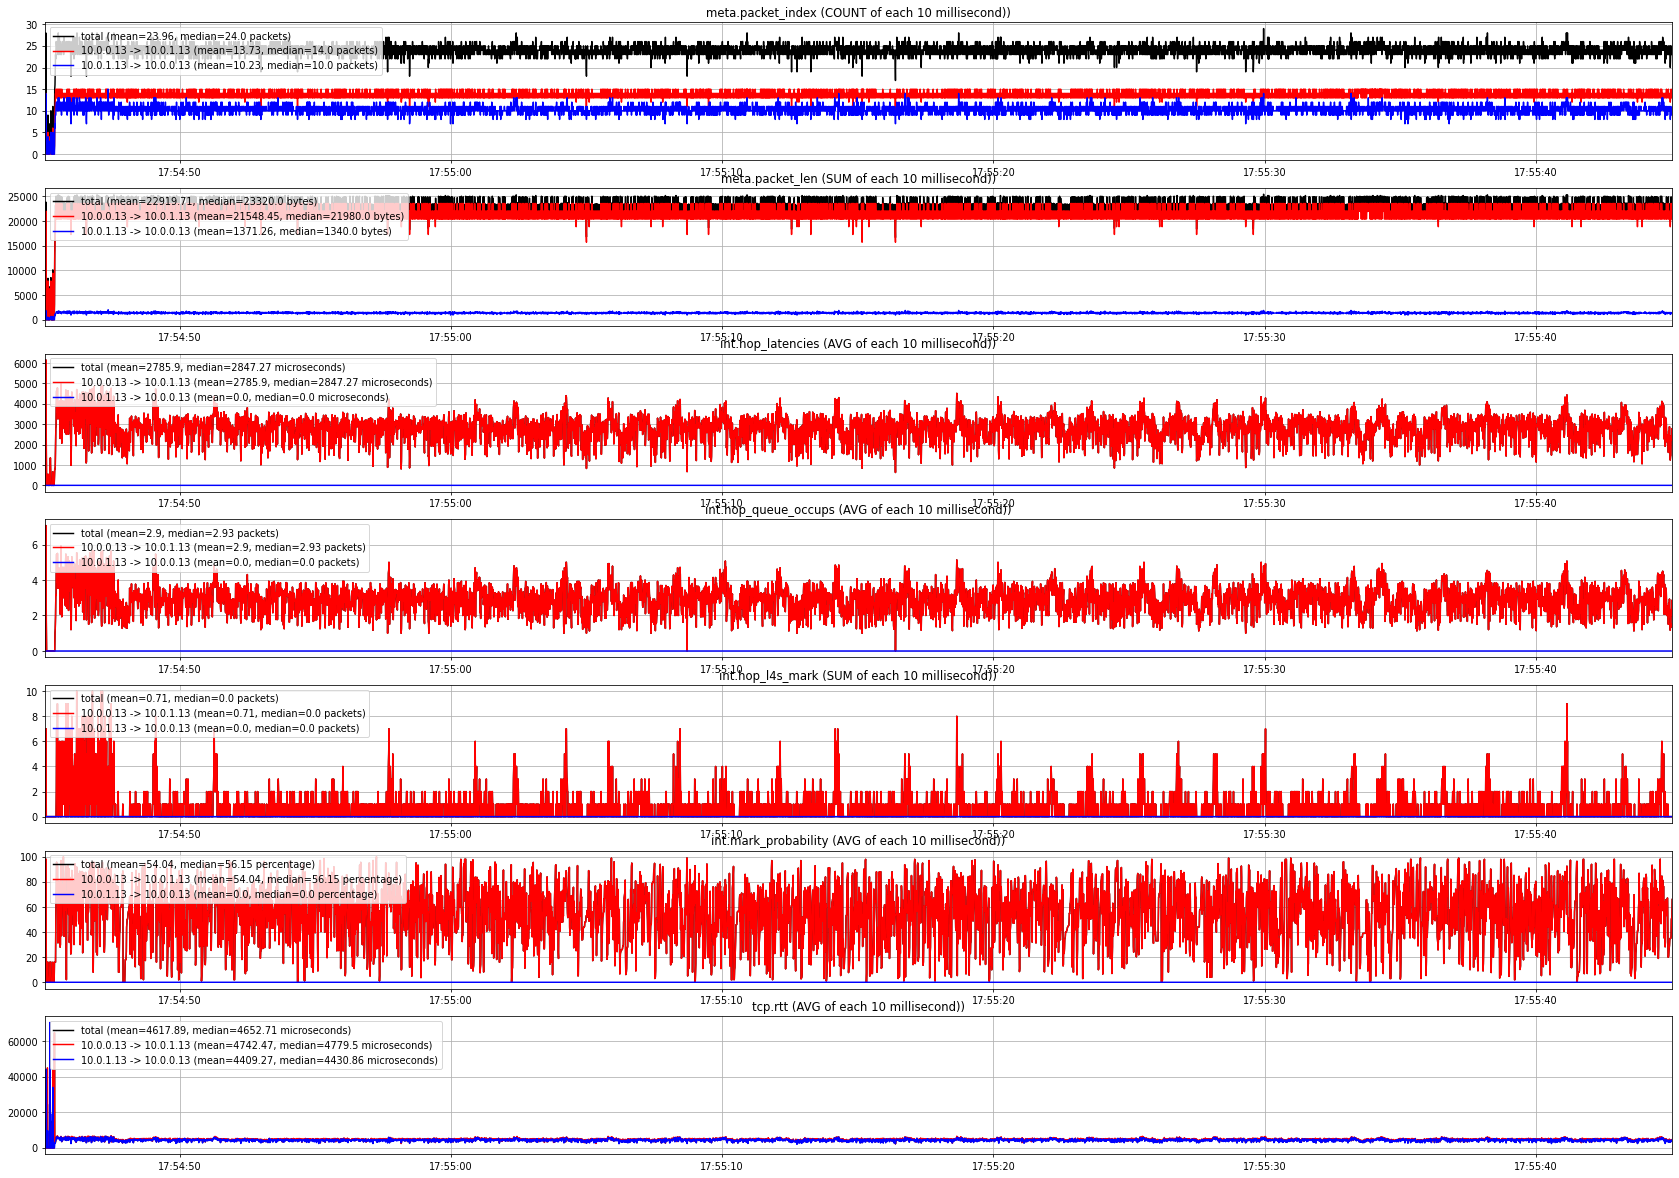 meta.packet_index (COUNT of each 10 millisecond))
30
25
20
15
10
5
0
total (mean=23.96, median=24.0 packets)
10.0.0.13 -> 10.0.1.13 (mean=13.73, median=14.0 packets)
10.0.1.13 -> 10.0.0.13 (mean=10.23, median=10.0 packets)
17:54:50 17:55:00 17:55:10 17:55:20 17:55:30 17:55:40
meta.packet_len (SUM of each 10 millisecond))
25000
20000
15000
10000
5000
0
total (mean=22919.71, median=23320.0 bytes)
10.0.0.13 -> 10.0.1.13 (mean=21548.45, median=21980.0 bytes)
10.0.1.13 -> 10.0.0.13 (mean=1371.26, median=1340.0 bytes)
17:54:50 17:55:00 17:55:10 17:55:20 17:55:30 17:55:40
int.hop_latencies (AVG of each 10 millisecond))
6000
5000
4000
3000
2000
1000
0
total (mean=2785.9, median=2847.27 microseconds)
10.0.0.13 -> 10.0.1.13 (mean=2785.9, median=2847.27 microseconds)
10.0.1.13 -> 10.0.0.13 (mean=0.0, median=0.0 microseconds)
17:54:50 17:55:00 17:55:10 17:55:20 17:55:30 17:55:40
int.hop_queue_occups (AVG of each 10 millisecond))
6
4
2
0
total (mean=2.9, median=2.93 packets)
10.0.0.13 -> 10.0.1.13 (mean=2.9, median=2.93 packets)
10.0.1.13 -> 10.0.0.13 (mean=0.0, median=0.0 packets)
17:54:50 17:55:00 17:55:10 17:55:20 17:55:30 17:55:40
int.hop_l4s_mark (SUM of each 10 millisecond))
10
8
6
4
2
0
total (mean=0.71, median=0.0 packets)
10.0.0.13 -> 10.0.1.13 (mean=0.71, median=0.0 packets)
10.0.1.13 -> 10.0.0.13 (mean=0.0, median=0.0 packets)
17:54:50 17:55:00 17:55:10 17:55:20 17:55:30 17:55:40
int.mark_probability (AVG of each 10 millisecond))
100
80
60
40
20
0
total (mean=54.04, median=56.15 percentage)
10.0.0.13 -> 10.0.1.13 (mean=54.04, median=56.15 percentage)
10.0.1.13 -> 10.0.0.13 (mean=0.0, median=0.0 percentage)
17:54:50 17:55:00 17:55:10 17:55:20 17:55:30 17:55:40
tcp.rtt (AVG of each 10 millisecond))
60000
40000
20000
0
total (mean=4617.89, median=4652.71 microseconds)
10.0.0.13 -> 10.0.1.13 (mean=4742.47, median=4779.5 microseconds)
10.0.1.13 -> 10.0.0.13 (mean=4409.27, median=4430.86 microseconds)
17:54:50 17:55:00 17:55:10 17:55:20 17:55:30 17:55:40